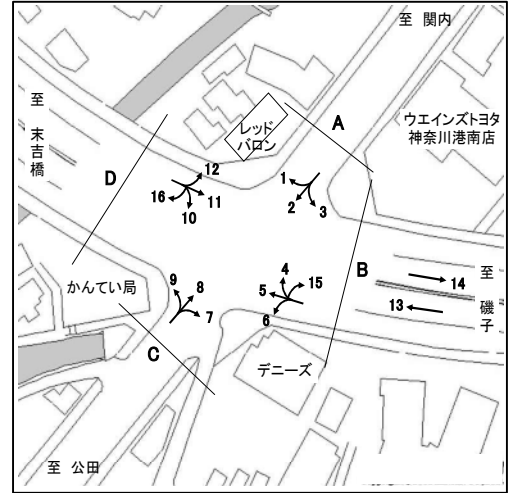 至 関内
A
レッド
バロン
ウエインズトヨタ
神奈川港南店
至 末吉橋
D
12
11
16
10
1
2
3
かんてい局
9
8
7
C
4
15
5
6
B
14
13
至 磯子
デニーズ
至 公田